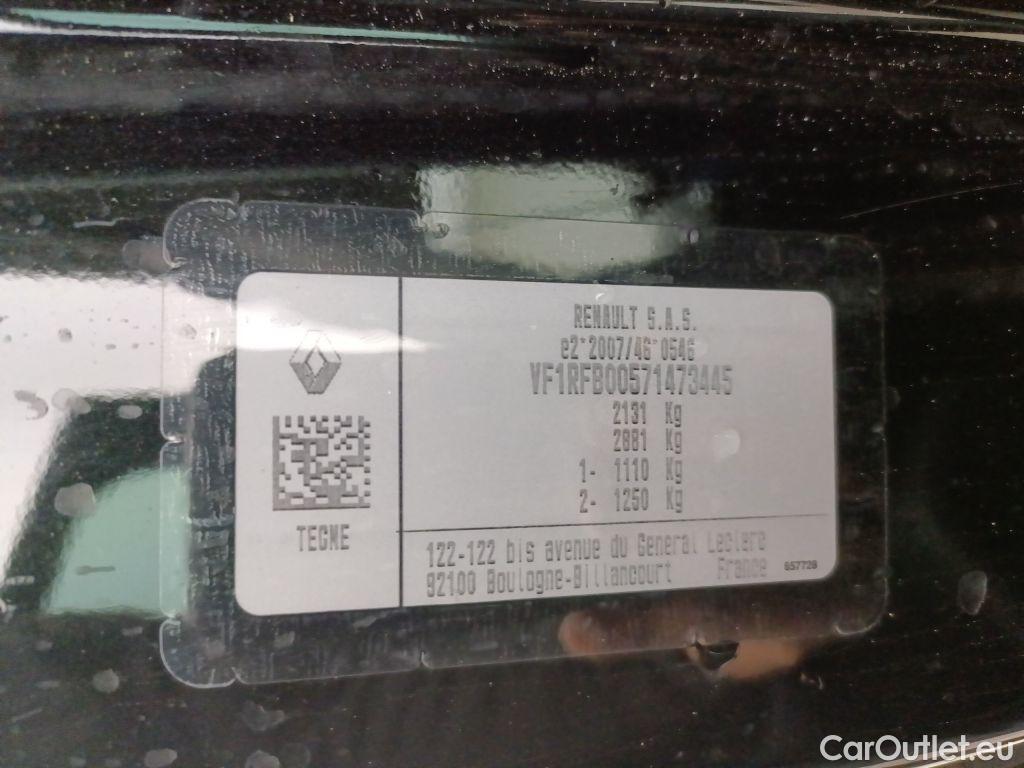 RENAULT S.A.S.
e2*2007/46*0546
VF1RFB00571473445
2131 Kg
2881 Kg
1- 1110 Kg
2- 1250 Kg
TEGNE
122-122 bis avenue du General Leclerc
92100 Boulogne-Billancourt France
657728
CarOutlet.eu